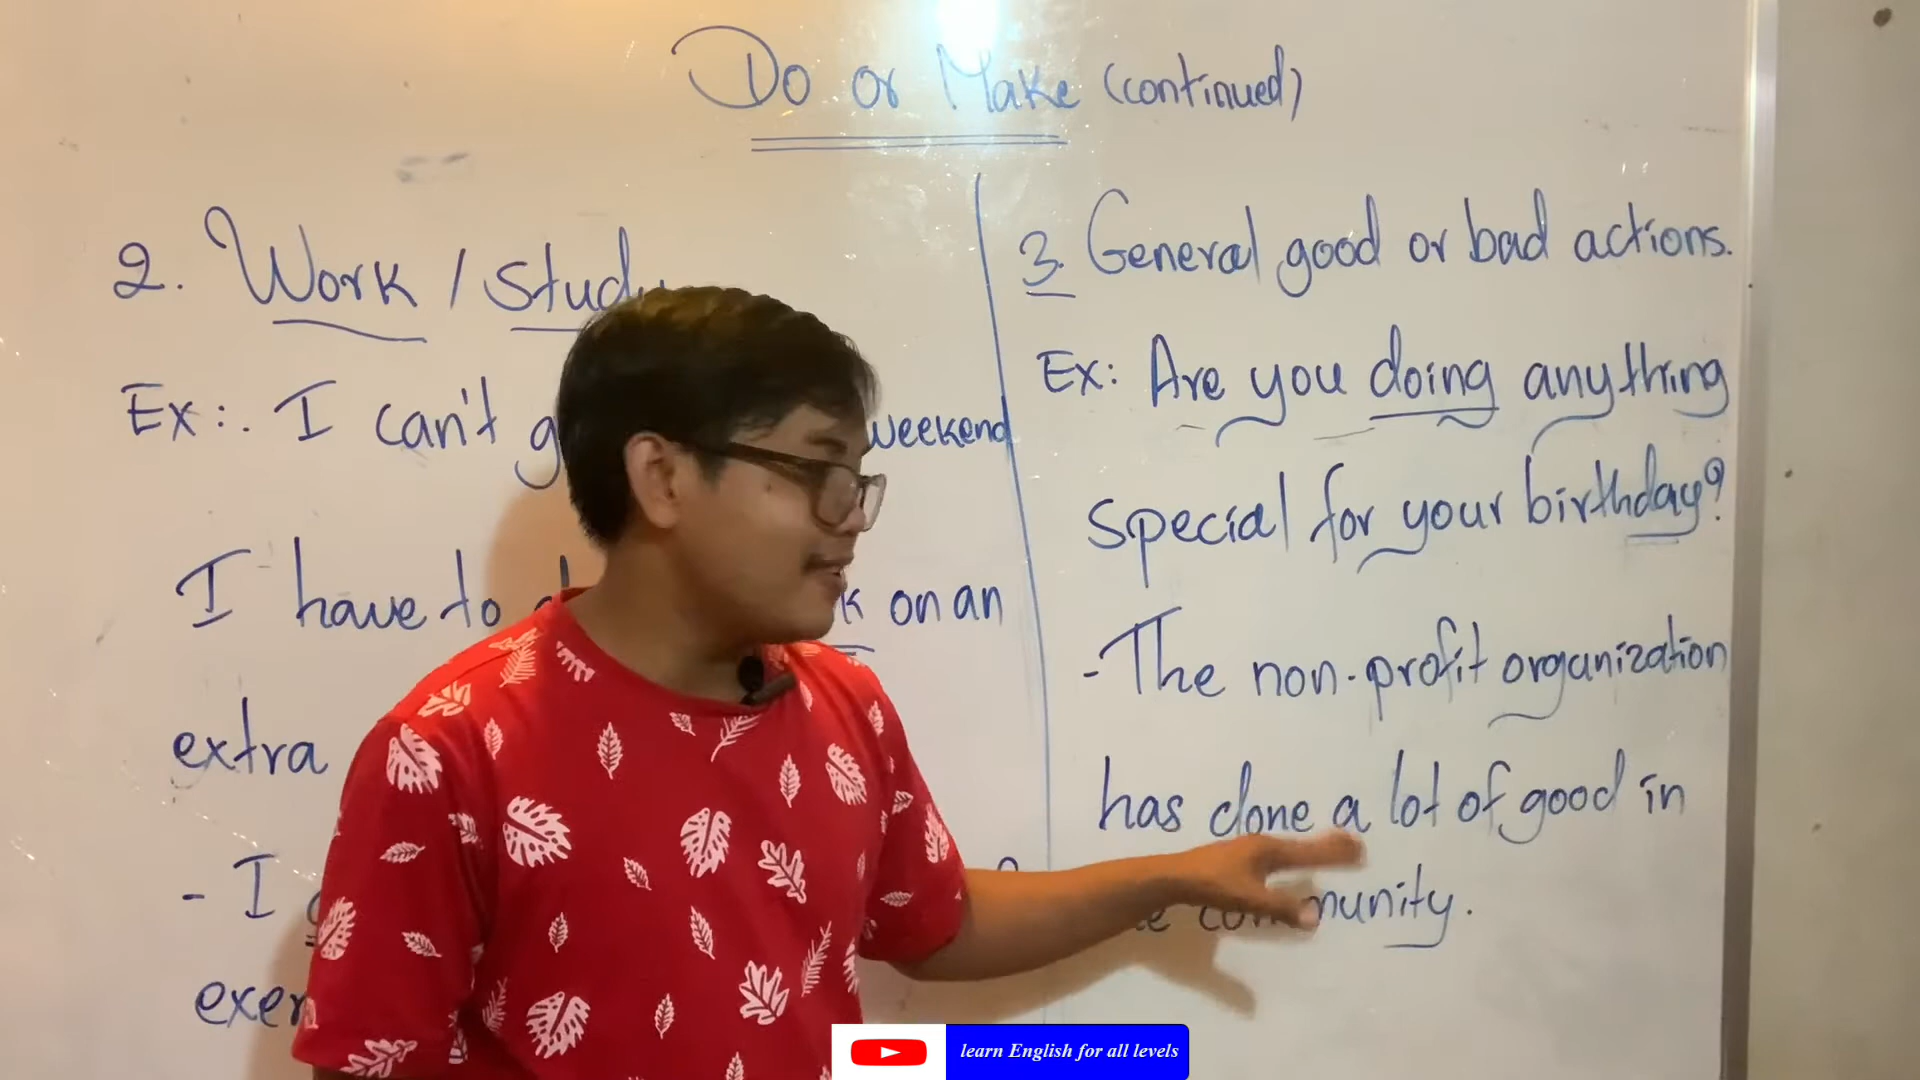 Do or Make (continued)
2. Work / Study
Ex:. I can't weekend
I have to on an
extra
- I
exer
3. General good or bad actions.
Ex: Are you doing anything
special for your birthday?
- The non-profit organization
has done a lot of good in
community.
learn English for all levels